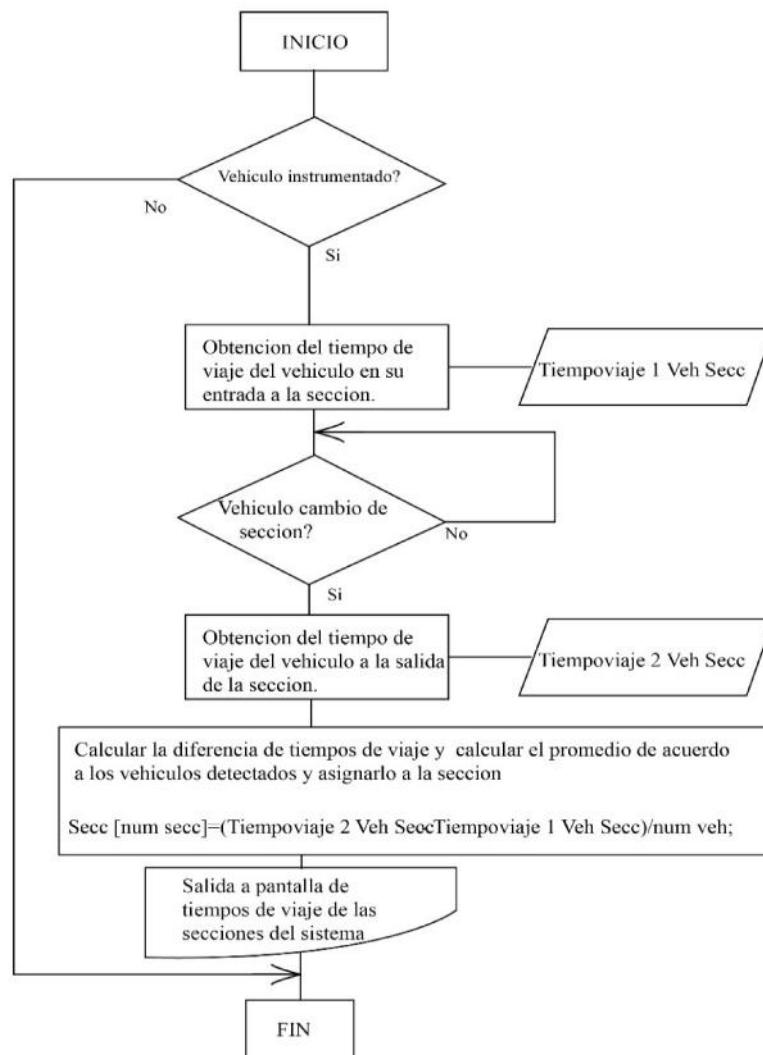 INICIO
Vehiculo instrumentado?
No
Si
Obtencion del tiempo de
viaje del vehiculo en su
entrada a la seccion.
Tiempoviaje 1 Veh Secc
Vehiculo cambio de
seccion?
No
Si
Obtencion del tiempo de
viaje del vehiculo a la salida
de la seccion.
Tiempoviaje 2 Veh Secc
Calcular la diferencia de tiempos de viaje y calcular el promedio de acuerdo
a los vehiculos detectados y asignarlo a la seccion
Secc [num secc]=(Tiempoviaje 2 Veh Secc-Tiempoviaje 1 Veh Secc)/num veh;
Salida a pantalla de
tiempos de viaje de las
secciones del sistema
FIN